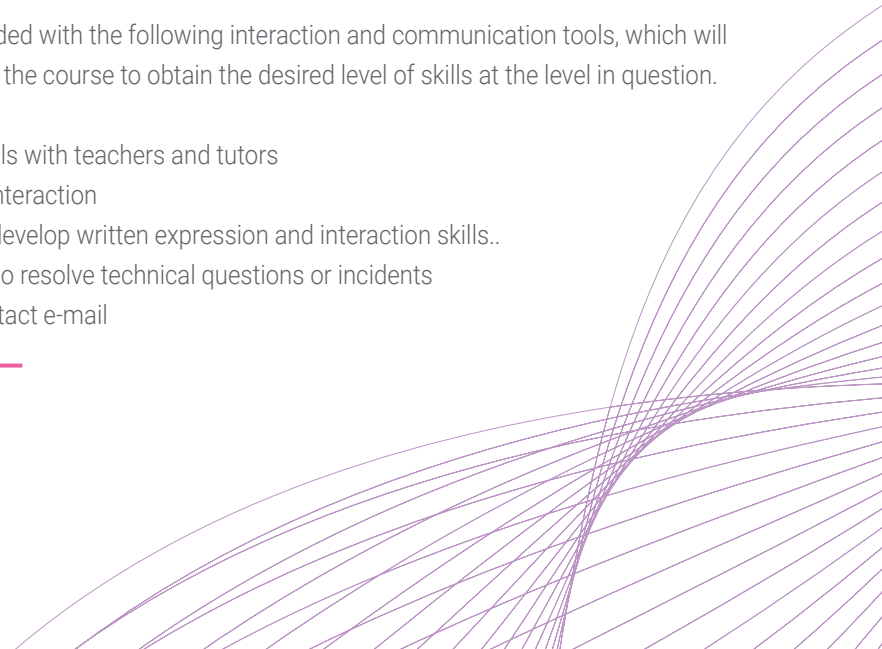 ded with the following interaction and communication tools, which will
the course to obtain the desired level of skills at the level in question.
ls with teachers and tutors
nteraction
develop written expression and interaction skills..
o resolve technical questions or incidents
tact e-mail